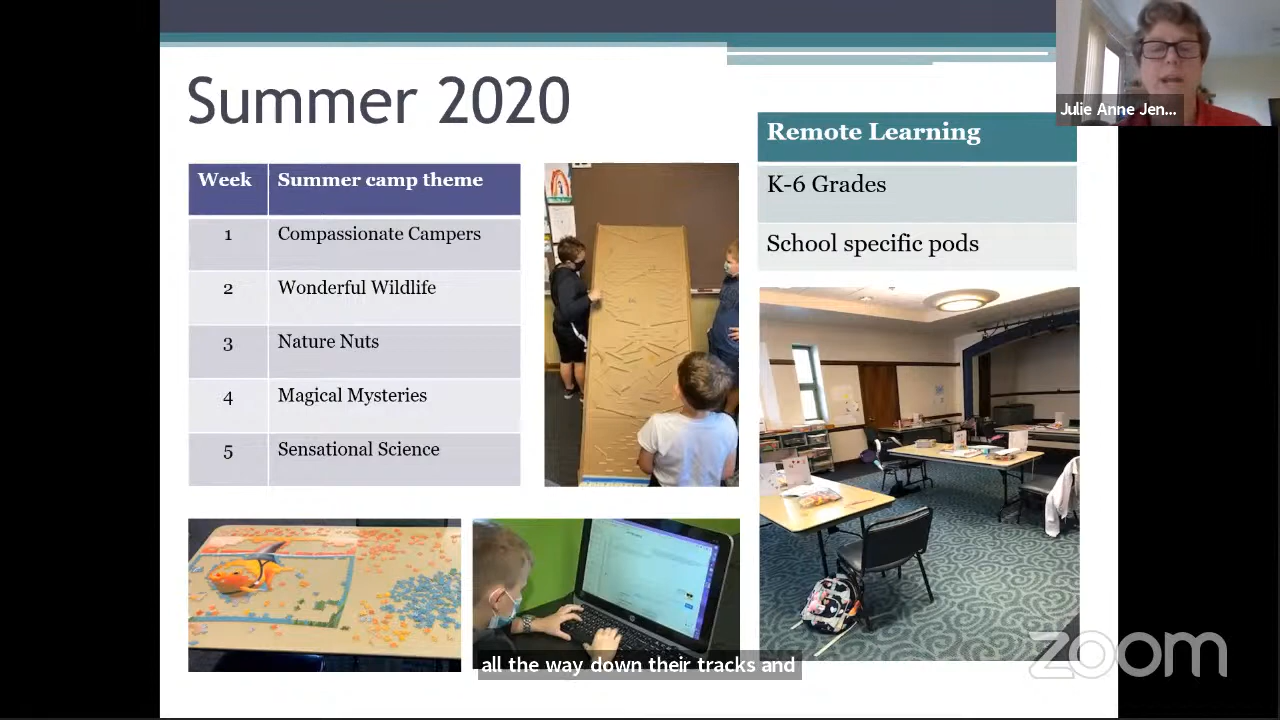 Summer 2020
Julie Anne Jen...
Remote Learning
K-6 Grades
School specific pods
Week Summer camp theme
1 Compassionate Campers
2 Wonderful Wildlife
3 Nature Nuts
4 Magical Mysteries
5 Sensational Science
all the way down their tracks and
zoom